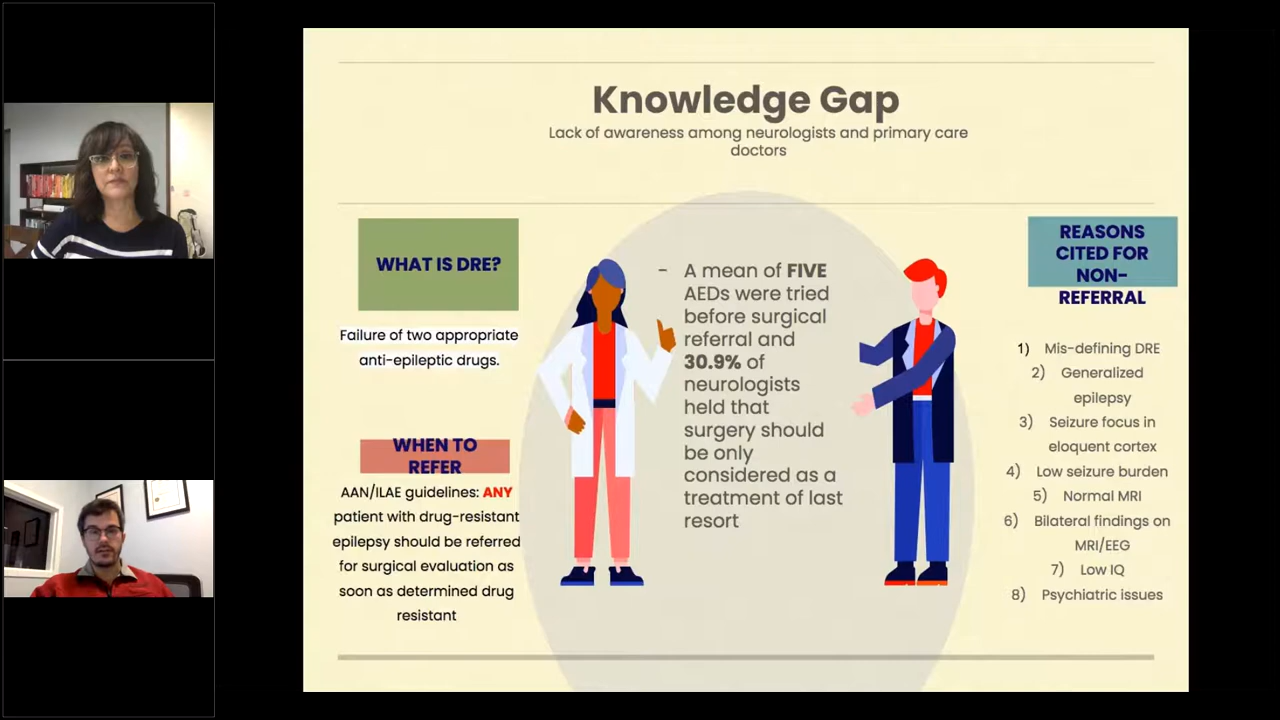 Knowledge Gap
Lack of awareness among neurologists and primary care
doctors
WHAT IS DRE?
Failure of two appropriate
anti-epileptic drugs.
WHEN TO
REFER
AAN/ILAE guidelines: ANY
patient with drug-resistant
epilepsy should be referred
for surgical evaluation as
soon as determined drug
resistant
- A mean of FIVE
AEDs were tried
before surgical
referral and
30.9% of
neurologists
held that
surgery should
be only
considered as a
treatment of last
resort
REASONS
CITED FOR
NON-
REFERRAL
1) Mis-defining DRE
2) Generalized
epilepsy
3) Seizure focus in
eloquent cortex
4) Low seizure burden
5) Normal MRI
6) Bilateral findings on
MRI/EEG
7) Low IQ
8) Psychiatric issues